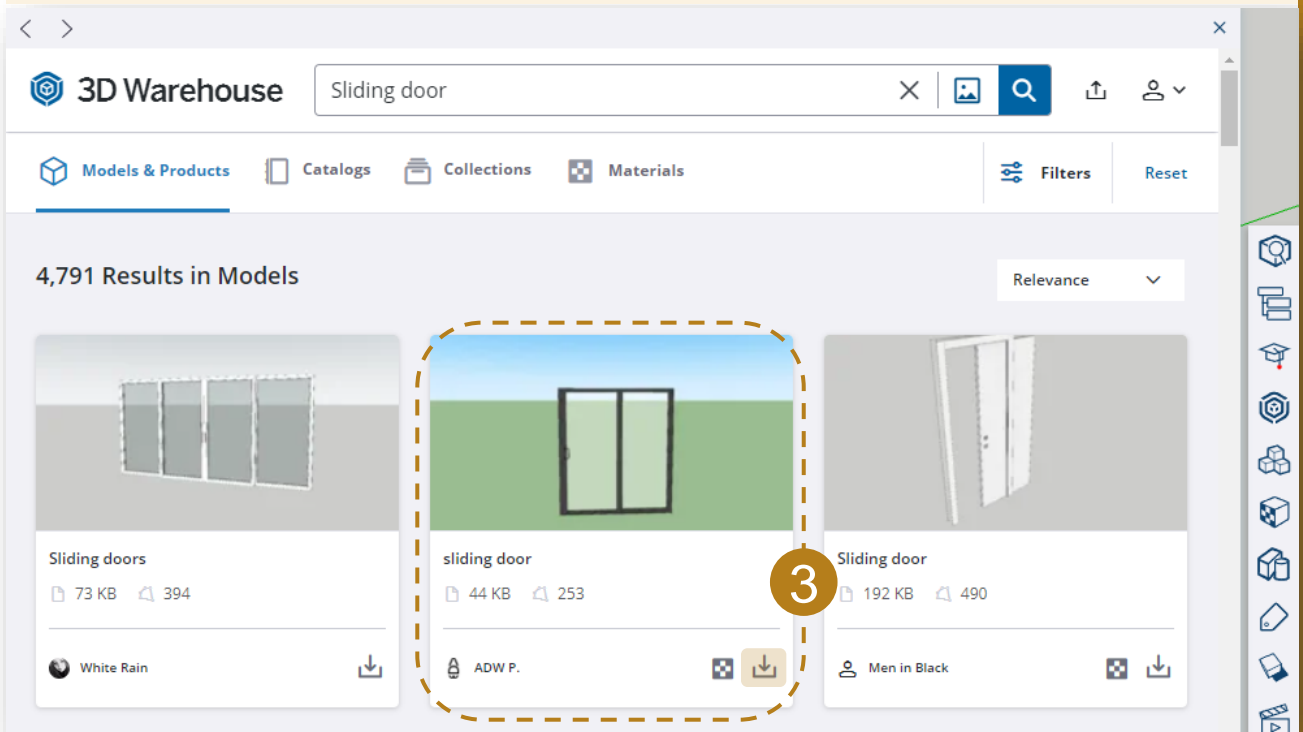 3D Warehouse
Sliding door
Models & Products
Catalogs
Collections
Materials
Filters
Reset
4,791 Results in Models
Relevance
Sliding doors
73 KB 394
White Rain
sliding door
44 KB 253
ADW P.
3
Sliding door
192 KB 490
Men in Black